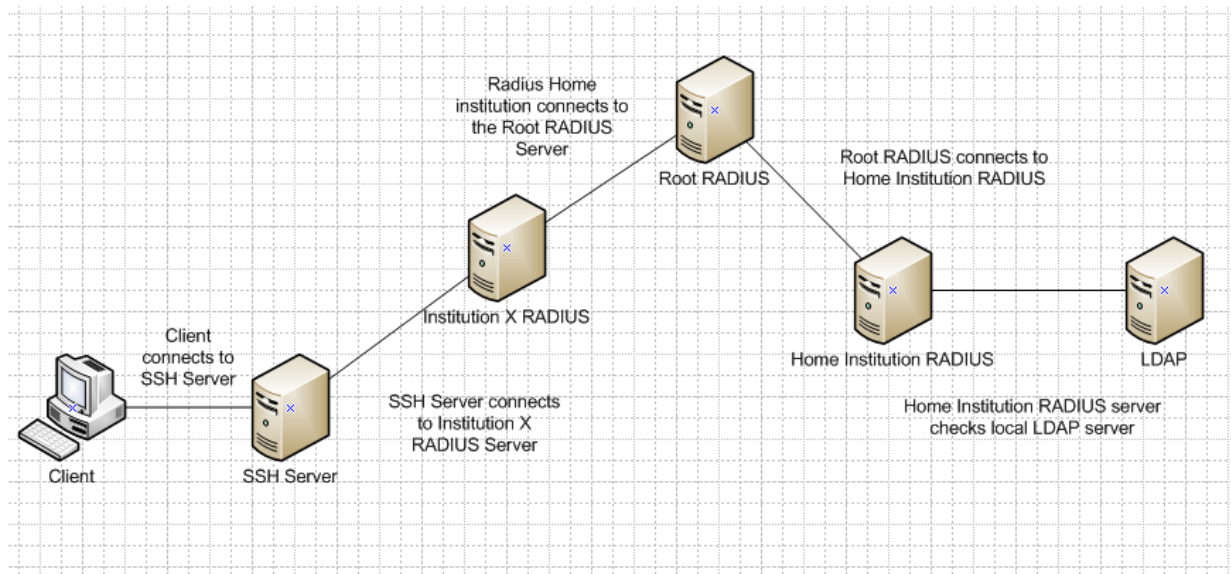 Radius Home
institution connects to
the Root RADIUS
Server
Root RADIUS
Root RADIUS connects to
Home Institution RADIUS
Institution X RADIUS
Client
connects to
SSH Server
Home Institution RADIUS
LDAP
SSH Server connects
to Institution X
RADIUS Server
Home Institution RADIUS server
checks local LDAP server
Client
SSH Server